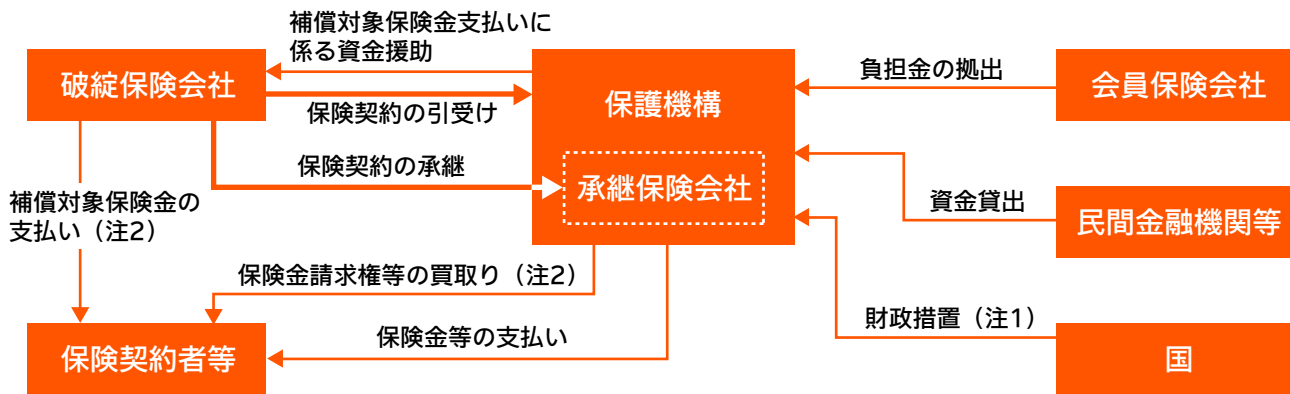 補償対象保険金支払いに
係る資金援助
破綻保険会社
保険契約の引受け
保護機構
負担金の拠出
会員保険会社
保険契約の承継
承継保険会社
補償対象保険金の
支払い（注2）
資金貸出
民間金融機関等
保険金請求権等の買取り（注2）
財政措置（注1）
保険金等の支払い
保険契約者等
国